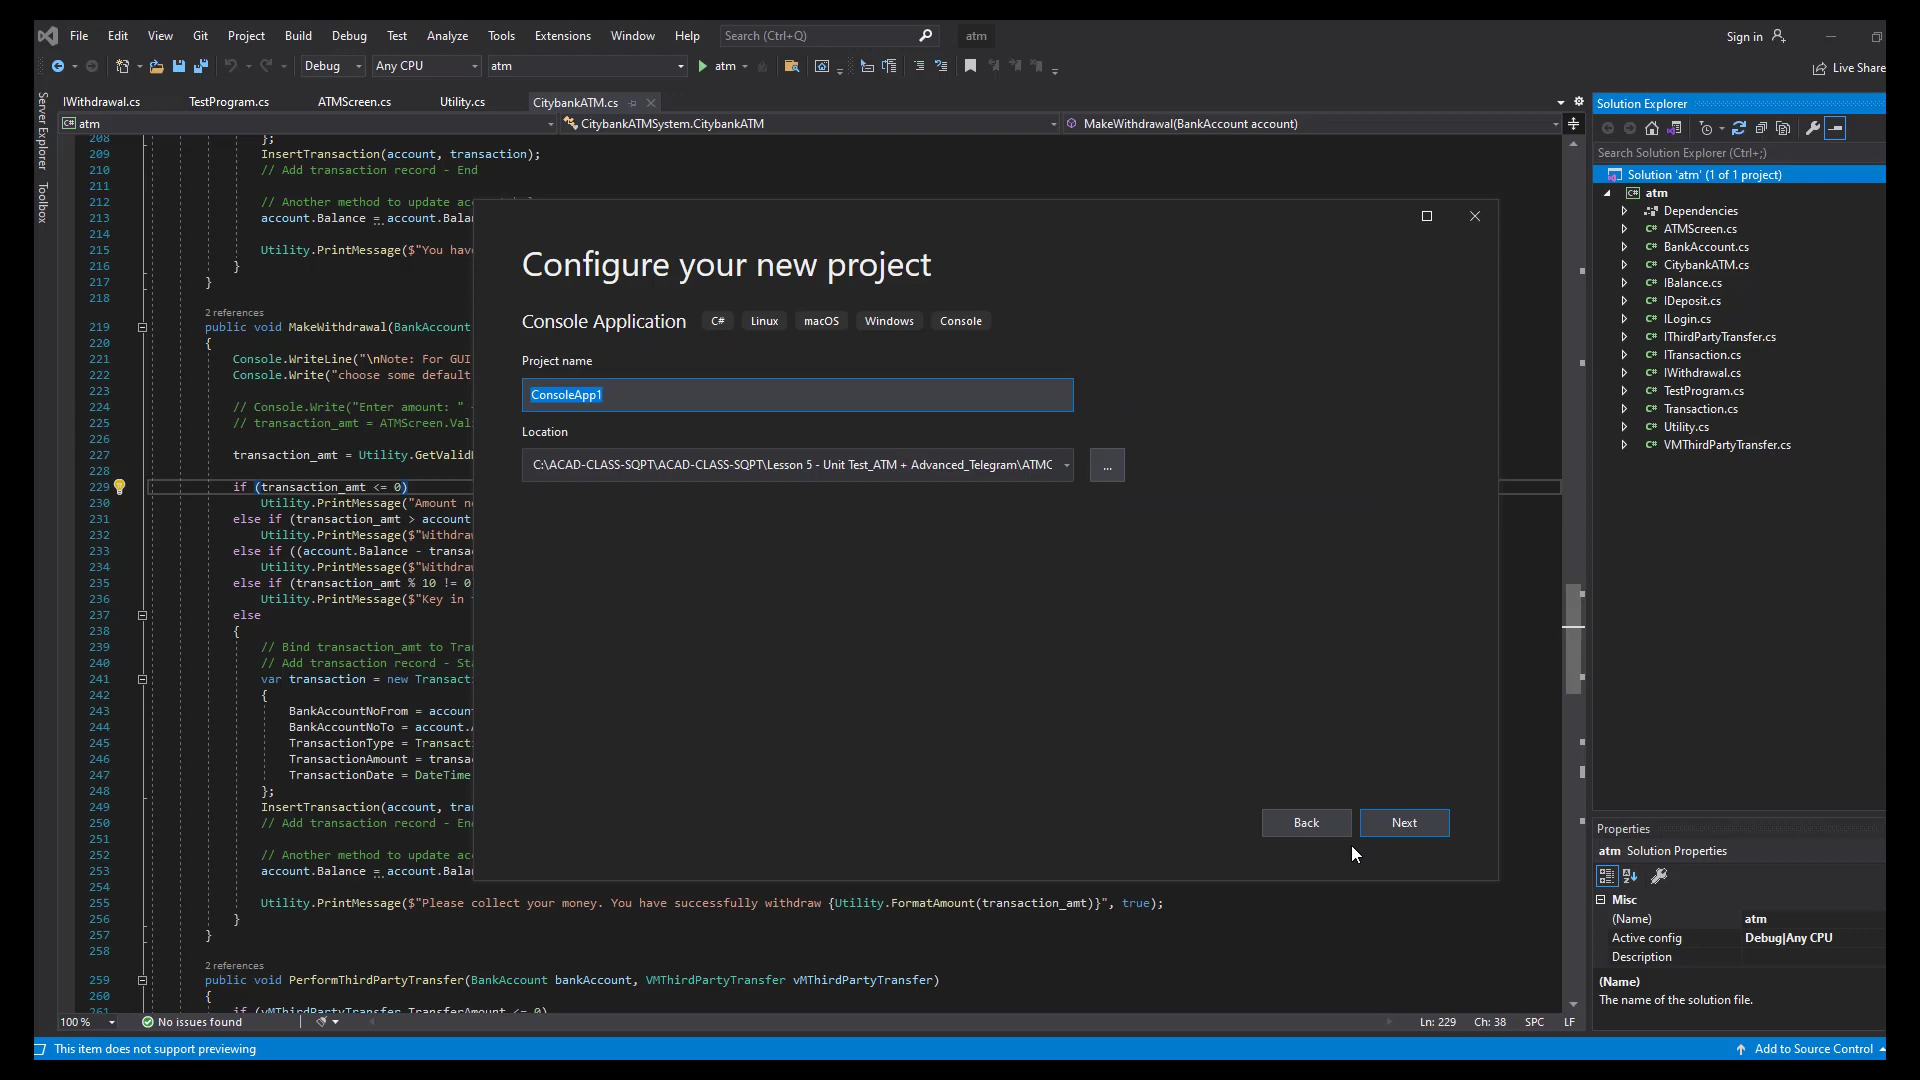 File Edit View Git Project Build Debug Test Analyze Tools Extensions Window Help Search (Ctrl+Q) atm Sign in
Debug Any CPU atm atm Live Share
Server Explorer
Toolbox
IWithdrawal.cs TestProgram.cs ATMScreen.cs Utility.cs CitybankATM.cs
C# atm CitybankATMSystem.CitybankATM MakeWithdrawal(BankAccount account)
208 };
209 InsertTransaction(account, transaction);
210 // Add transaction record - End
211
212 // Another method to update
213 account.Balance = account.Bala
214
215 Utility.PrintMessage($"You have
216 }
217 }
218
2 references
219 public void MakeWithdrawal(BankAccount
220 {
221 Console.WriteLine("\nNote: For GUI
222 Console.Write("choose some default
223
224 // Console.Write("Enter amount: "
225 // transaction_amt = ATMScreen.Val
226
227 transaction_amt = Utility.GetValid
228
229 if (transaction_amt <= 0)
230 Utility.PrintMessage("Amount n
231 else if (transaction_amt > account
232 Utility.PrintMessage($"Withdraw
233 else if ((account.Balance - transa
234 Utility.PrintMessage($"Withdraw
235 else if (transaction_amt % 10 != 0
236 Utility.PrintMessage($"Key in
237 else
238 {
239 // Bind transaction_amt to Tra
240 // Add transaction record - Sta
241 var transaction = new Transacti
242 {
243 BankAccountNoFrom = accoun
244 BankAccountNoTo = account.
245 TransactionType = Transacti
246 TransactionAmount = transa
247 TransactionDate = DateTime
248 };
249 InsertTransaction(account, tra
250 // Add transaction record - En
251
252 // Another method to update acc
253 account.Balance = account.Bala
254
255 Utility.PrintMessage($"Please collect your money. You have successfully withdraw {Utility.FormatAmount(transaction_amt)}", true);
256 }
257 }
258
2 references
259 public void PerformThirdPartyTransfer(BankAccount bankAccount, VMThirdPartyTransfer vMThirdPartyTransfer)
260 {
261 if (vMThirdPartyTransfer.TransferAmount <= 0)
100 % No issues found Ln: 229 Ch: 38 SPC LF
This item does not support previewing Add to Source Control
Configure your new project
Console Application C# Linux macOS Windows Console
Project name
ConsoleApp1
Location
C:\ACAD-CLASS-SQPT\ACAD-CLASS-SQPT\Lesson 5 - Unit Test_ATM + Advanced_Telegram\ATMC
...
Back Next
Solution Explorer
Search Solution Explorer (Ctrl+;)
Solution 'atm' (1 of 1 project)
C# atm
Dependencies
C# ATMScreen.cs
C# BankAccount.cs
C# CitybankATM.cs
C# IBalance.cs
C# IDeposit.cs
C# ILogin.cs
C# IThirdPartyTransfer.cs
C# ITransaction.cs
C# IWithdrawal.cs
C# TestProgram.cs
C# Transaction.cs
C# Utility.cs
C# VMThirdPartyTransfer.cs
Properties
atm Solution Properties
Misc
(Name) atm
Active config Debug|Any CPU
Description
(Name)
The name of the solution file.